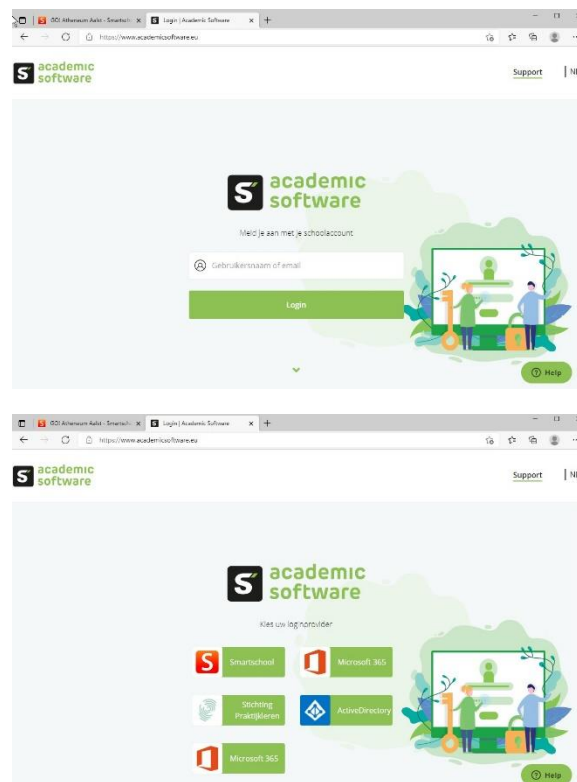 GO! Atheneum Aalst - Smartsch
Login | Academic Software
https://www.academicsoftware.eu
S academic software
Support
academic
software
Meld je aan met je schoolaccount
Gebruikersnaam of email
Login
Help
GO! Atheneum Aalst - Smartsch
Login | Academic Software
https://www.academicsoftware.eu
S academic software
Support
academic
software
Kies uw loginprovider
Smartschool
Microsoft 365
Stichting
Praktijkleren
ActiveDirectory
Microsoft 365
Help